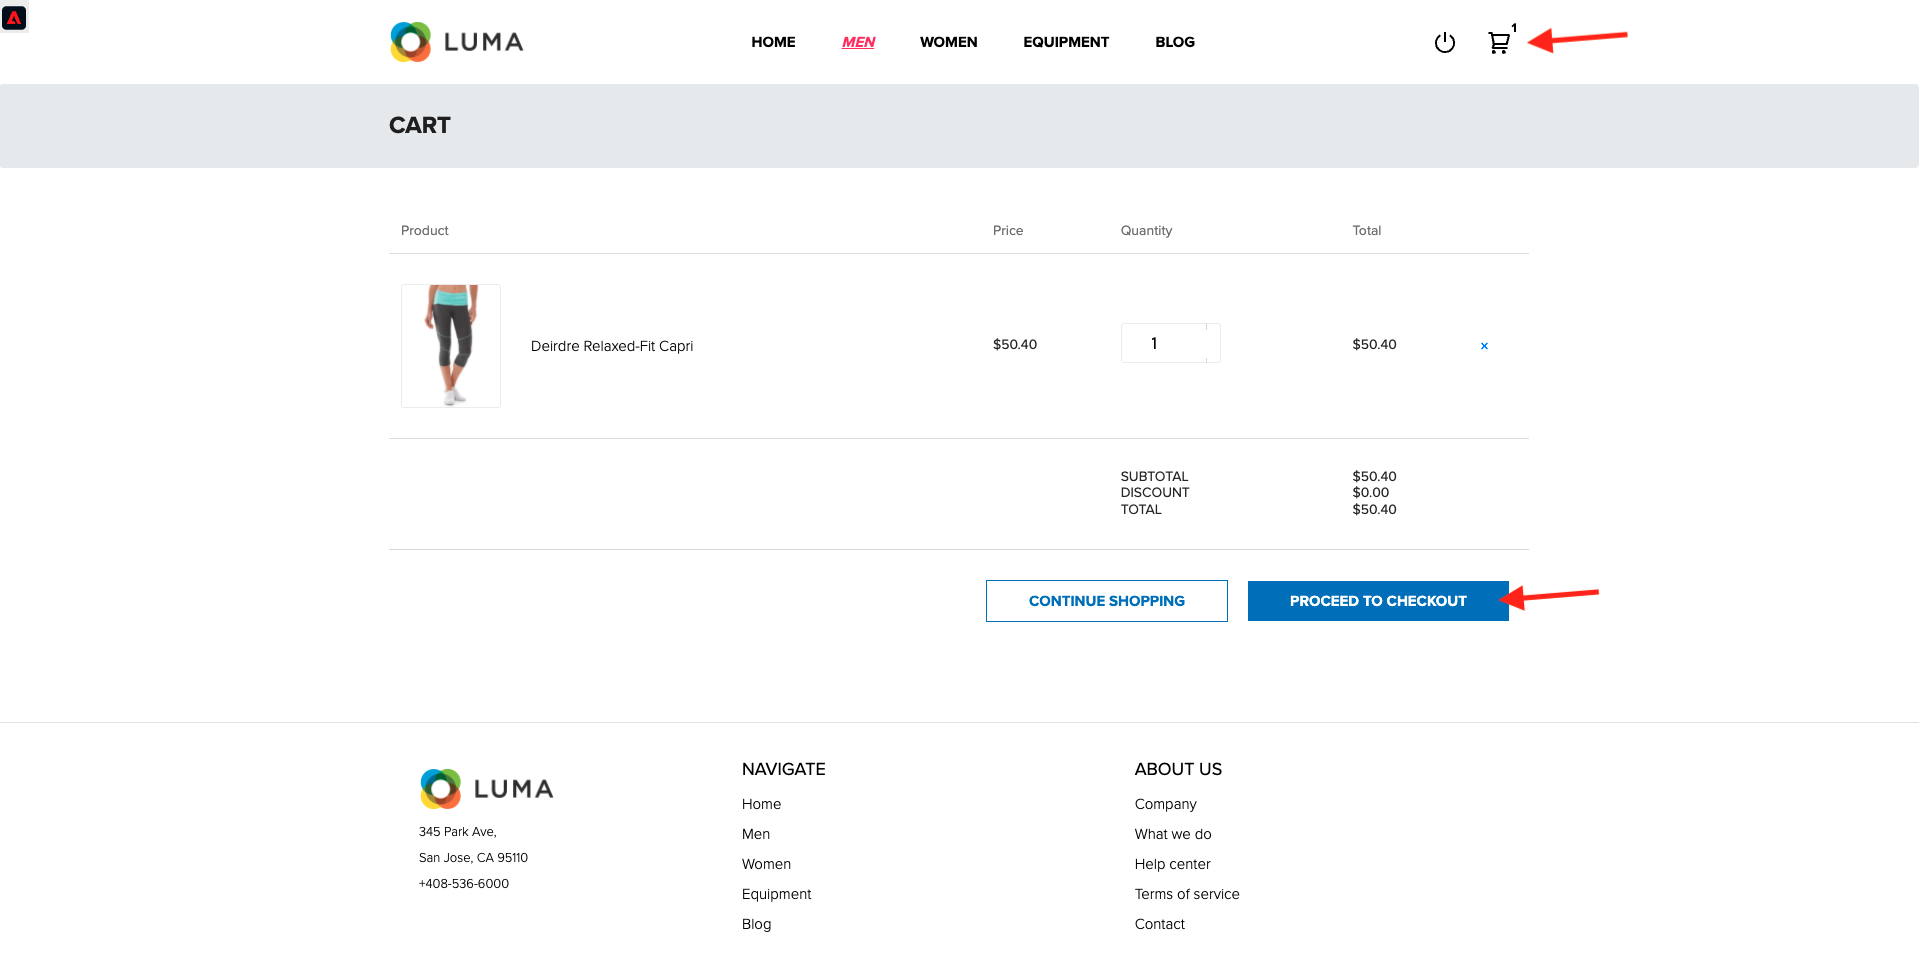 LUMA
HOME MEN WOMEN EQUIPMENT BLOG
1
CART
Product Price Quantity Total
Deirdre Relaxed-Fit Capri $50.40 1 $50.40 ×
SUBTOTAL $50.40
DISCOUNT $0.00
TOTAL $50.40
CONTINUE SHOPPING PROCEED TO CHECKOUT
LUMA
345 Park Ave,
San Jose, CA 95110
+408-536-6000
NAVIGATE
Home
Men
Women
Equipment
Blog
ABOUT US
Company
What we do
Help center
Terms of service
Contact